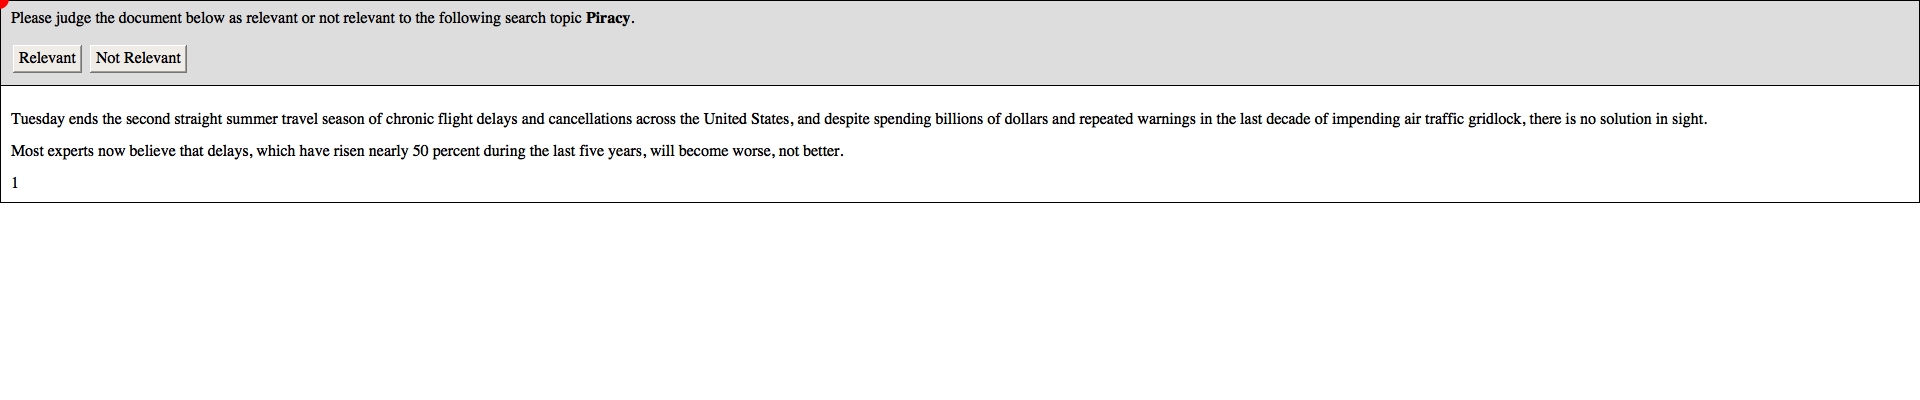 Please judge the document below as relevant or not relevant to the following search topic Piracy.
Relevant Not Relevant
Tuesday ends the second straight summer travel season of chronic flight delays and cancellations across the United States, and despite spending billions of dollars and repeated warnings in the last decade of impending air traffic gridlock, there is no solution in sight.
Most experts now believe that delays, which have risen nearly 50 percent during the last five years, will become worse, not better.
1